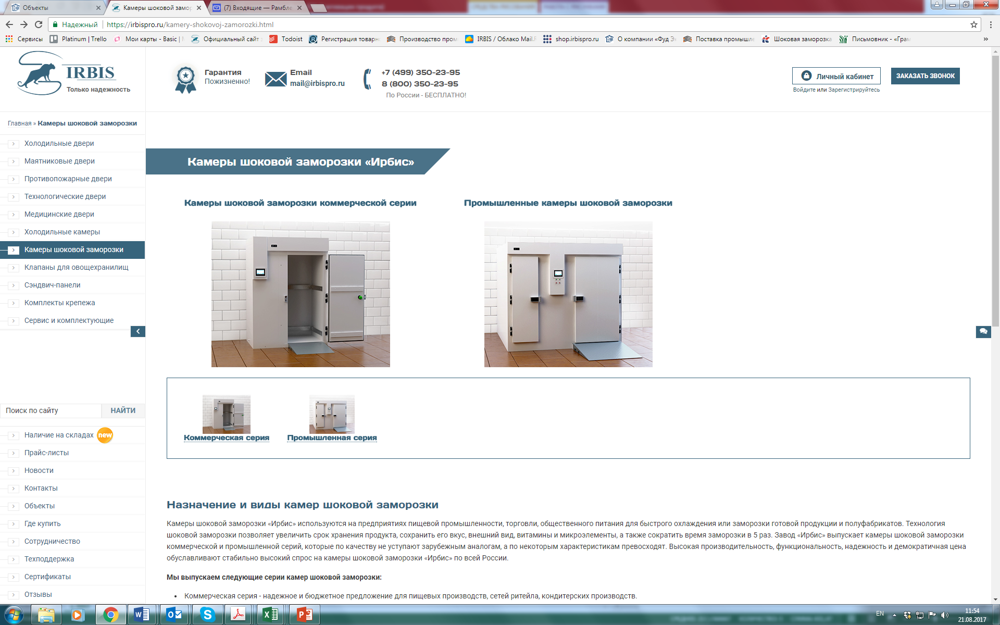 Объекты
Камеры шоковой замор
(7) Входящие — Рамбле
Надежный
https://irbispro.ru/kamery-shokovoj-zamorozki.html
Сервисы
Platinum | Trello
Мои карты - Basic |
Официальный сайт
Todoist
Регистрация товарн
Производство пром
IRBIS / Облако Mail.R
shop.irbispro.ru
О компании «Фуд Эк
Поставка промышле
Шоковая заморозка
Письмовник - «Грам
»
IRBIS
Только надежность
Гарантия
Пожизненно!
Email
mail@irbispro.ru
+7 (499) 350-23-95
8 (800) 350-23-95
По России - БЕСПЛАТНО!
Личный кабинет
Войдите или Зарегистрируйтесь
ЗАКАЗАТЬ ЗВОНОК
Главная » Камеры шоковой заморозки
Холодильные двери
Маятниковые двери
Противопожарные двери
Технологические двери
Медицинские двери
Холодильные камеры
Камеры шоковой заморозки
Клапаны для овощехранилищ
Сэндвич-панели
Комплекты крепежа
Сервис и комплектующие
Поиск по сайту
НАЙТИ
Наличие на складах new
Прайс-листы
Новости
Контакты
Объекты
Где купить
Сотрудничество
Техподдержка
Сертификаты
Отзывы
Камеры шоковой заморозки «Ирбис»
Камеры шоковой заморозки коммерческой серии
Промышленные камеры шоковой заморозки
Коммерческая серия
Промышленная серия
Назначение и виды камер шоковой заморозки
Камеры шоковой заморозки «Ирбис» используются на предприятиях пищевой промышленности, торговли, общественного питания для быстрого охлаждения или заморозки готовой продукции и полуфабрикатов. Технология
шоковой заморозки позволяет увеличить срок хранения продукта, сохранить его вкус, внешний вид, витамины и микроэлементы, а также сократить время заморозки в 5 раз. Завод «Ирбис» выпускает камеры шоковой заморозки
коммерческой и промышленной серий, которые по качеству не уступают зарубежным аналогам, а по некоторым характеристикам превосходят. Высокая производительность, функциональность, надежность и демократичная цена
обуславливают стабильно высокий спрос на камеры шоковой заморозки «Ирбис» по всей России.
Мы выпускаем следующие серии камер шоковой заморозки:
• Коммерческая серия - надежное и бюджетное предложение для пищевых производств, сетей ритейла, кондитерских производств.
EN
11:54
21.08.2017